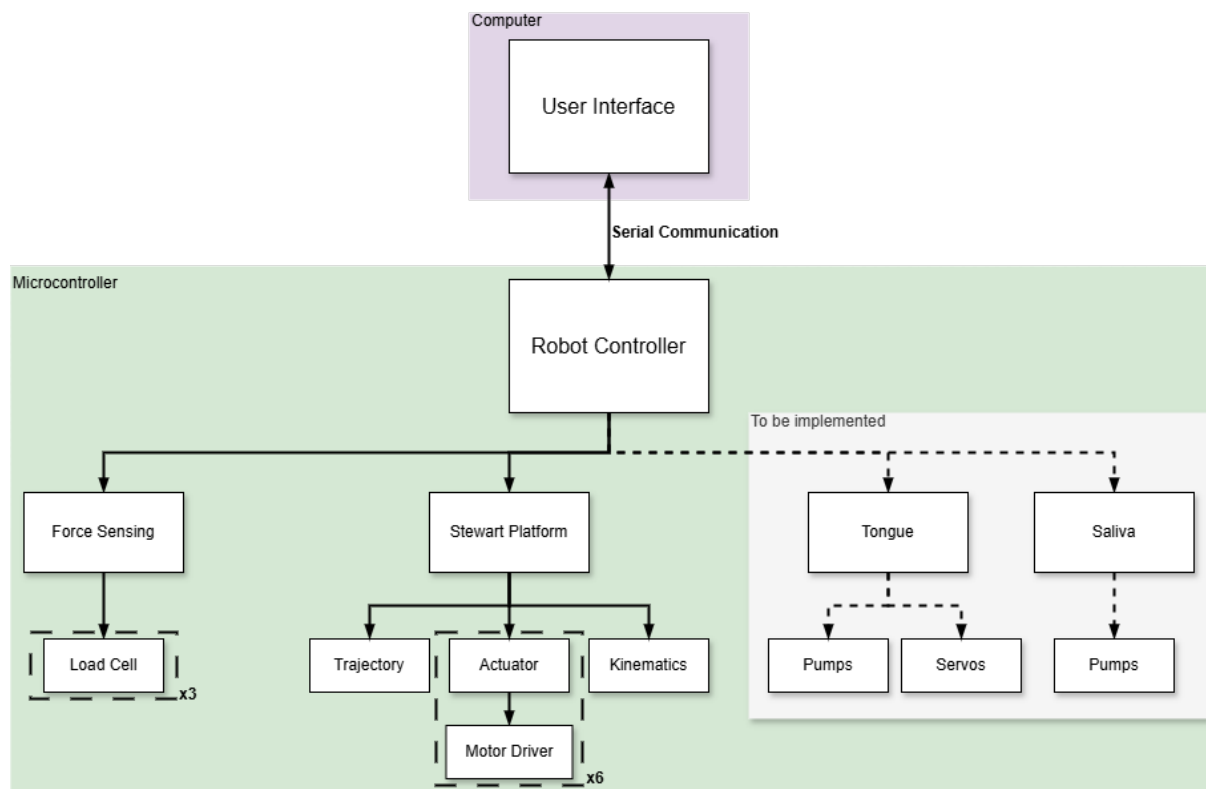 Computer
User Interface
Serial Communication
Microcontroller
Robot Controller
To be implemented
Force Sensing
Stewart Platform
Tongue
Saliva
Load Cell
x3
Trajectory
Actuator
Kinematics
Pumps
Servos
Pumps
Motor Driver
x6